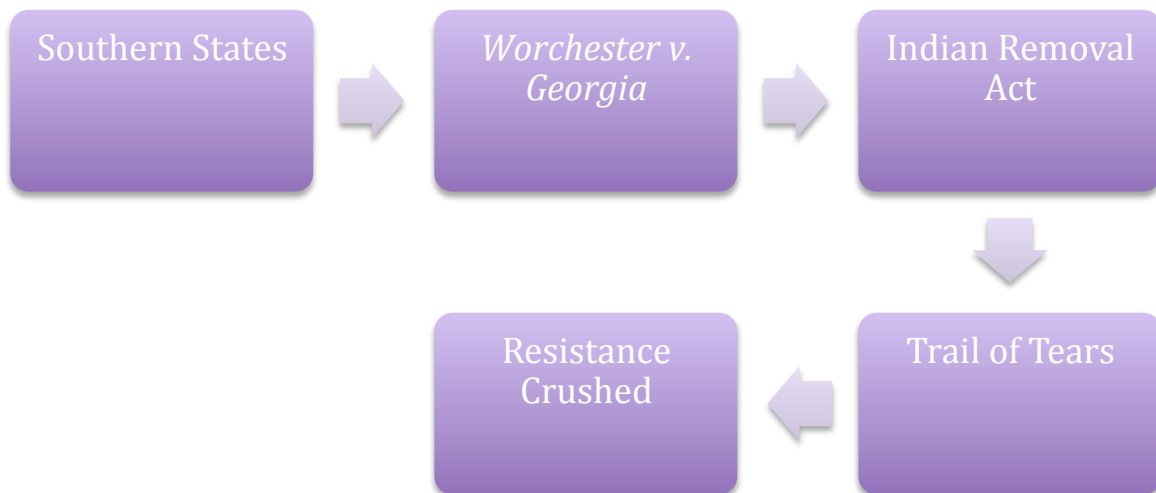 Southern States
Worchester v.
Georgia
Indian Removal
Act
Trail of Tears
Resistance
Crushed